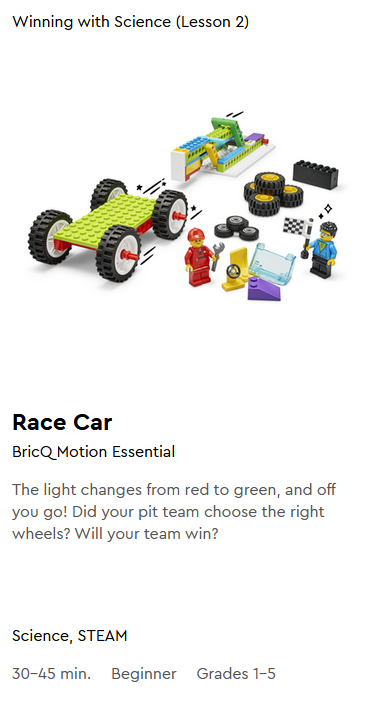 Winning with Science (Lesson 2)
Race Car
BricQ Motion Essential
The light changes from red to green, and off
you go! Did your pit team choose the right
wheels? Will your team win?
Science, STEAM
30–45 min. Beginner Grades 1–5